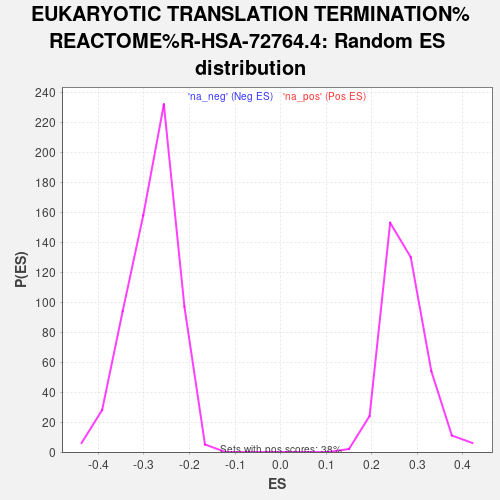 EUKARYOTIC TRANSLATION TERMINATION%
REACTOME%R-HSA-72764.4: Random ES
distribution
'na_neg' (Neg ES) 'na_pos' (Pos ES)
240
220
200
180
160
140
120
100
80
60
40
20
0
P(ES)
Sets with pos scores: 38%
-0.4 -0.3 -0.2 -0.1 0.0 0.1 0.2 0.3 0.4
ES